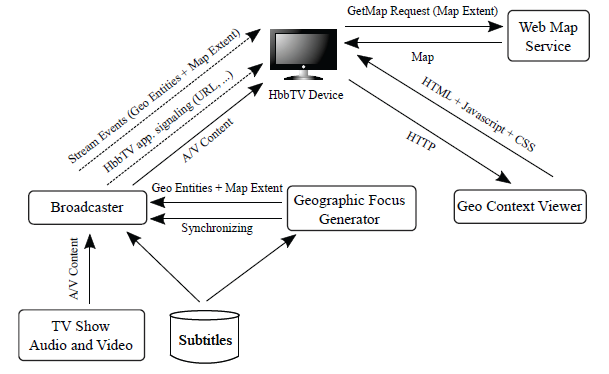 GetMap Request (Map Extent)
Web Map
Service
Map
HbbTV Device
Stream Events (Geo Entities + Map Extent)
HbbTV app. signaling (URL, ...)
A/V Content
HTML + Javascript + CSS
HTTP
Broadcaster
Geo Entities + Map Extent
Synchronizing
Geographic Focus
Generator
Geo Context Viewer
A/V Content
TV Show
Audio and Video
Subtitles